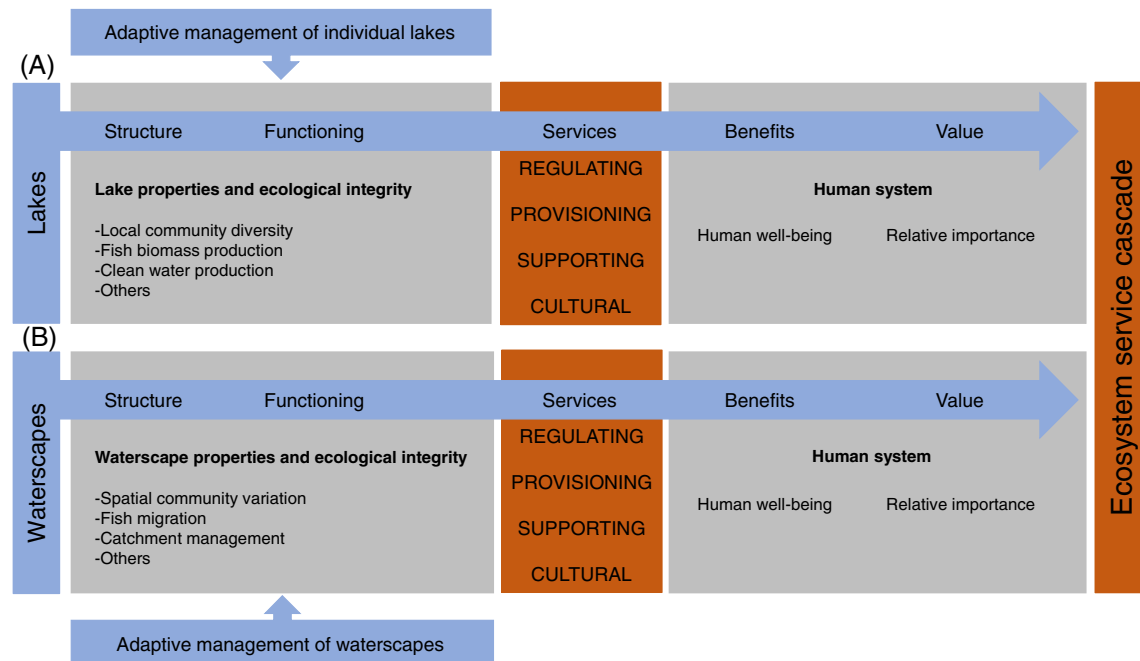 Adaptive management of individual lakes
(A)
Lakes
Structure Functioning Services Benefits Value
Lake properties and ecological integrity
-Local community diversity
-Fish biomass production
-Clean water production
-Others
REGULATING
PROVISIONING
SUPPORTING
CULTURAL
Human system
Human well-being Relative importance
(B)
Waterscapes
Structure Functioning Services Benefits Value
Waterscape properties and ecological integrity
-Spatial community variation
-Fish migration
-Catchment management
-Others
REGULATING
PROVISIONING
SUPPORTING
CULTURAL
Human system
Human well-being Relative importance
Adaptive management of waterscapes
Ecosystem service cascade